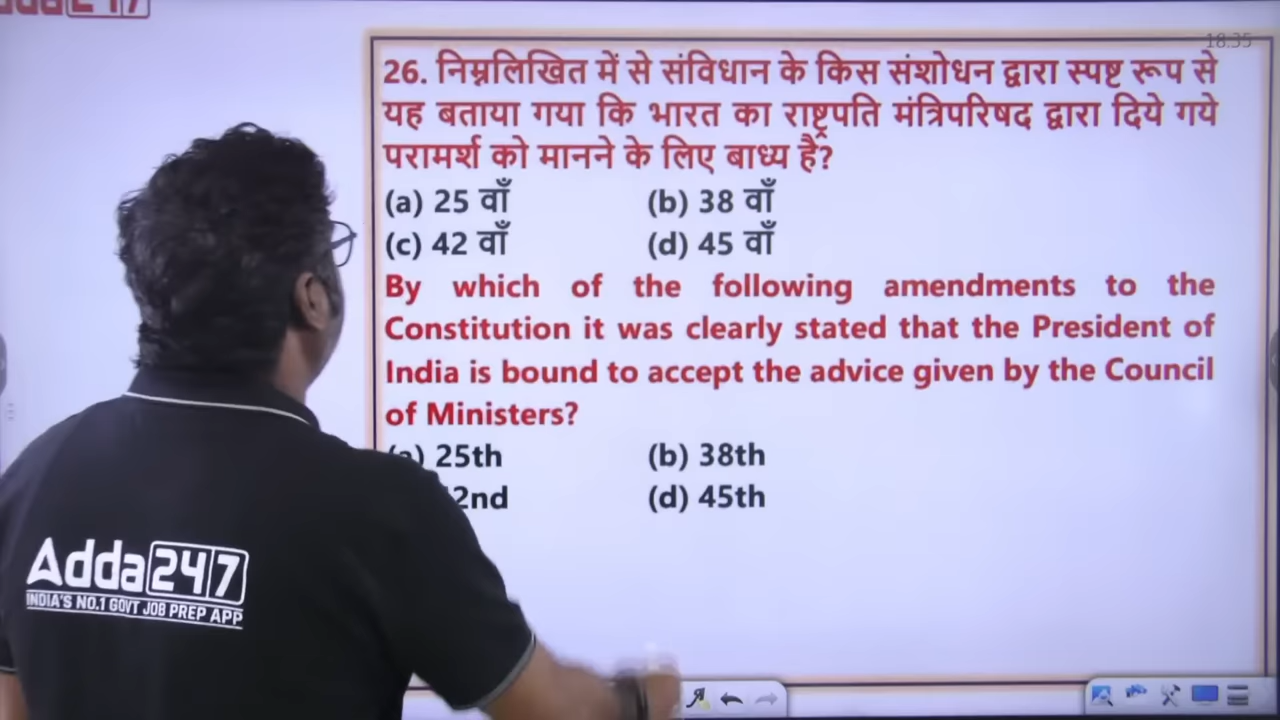 18:35
26. निम्नलिखित में से संविधान के किस संशोधन द्वारा स्पष्ट रूप से
यह बताया गया कि भारत का राष्ट्रपति मंत्रिपरिषद द्वारा दिये गये
परामर्श को मानने के लिए बाध्य है?
(a) 25 वाँ (b) 38 वाँ
(c) 42 वाँ (d) 45 वाँ
By which of the following amendments to the
Constitution it was clearly stated that the President of
India is bound to accept the advice given by the Council
of Ministers?
(a) 25th (b) 38th
2nd (d) 45th
Adda247
INDIA'S NO.1 GOVT JOB PREP APP